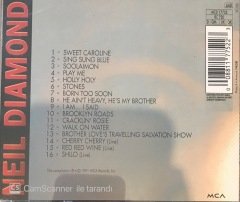 NEIL DIAMOND
1 • SWEET CAROLINE
2 • SING SUNG BLUE
3 • SOOLAIMON
4 • PLAY ME
5 • HOLLY HOLY
6 • STONES
7 • BORN TOO SOON
8 • HE AIN'T HEAVY, HE'S MY BROTHER
9 • I AM... I SAID
10 • BROOKLYN ROADS
11 • CRACKLIN' ROSIE
12 • WALK ON WATER
13 • BROTHER LOVE'S TRAVELLING SALVATION SHOW
14 • CHERRY CHERRY (Live)
15 • RED RED WINE (Live)
16 • SHILO (Live)
MCA
CS CamScanner ile tarandı